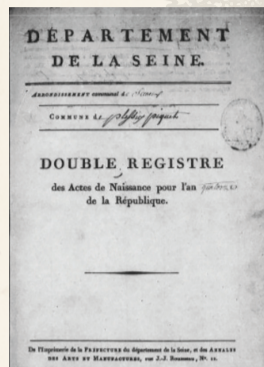 DÉPARTEMENT
DE LA SEINE.
ARRONDISSEMENT communal de
COMMUNE de plessis piquet
DOUBLE REGISTRE
des Actes de Naissance pour l'an
de la République.
De l'Imprimerie de la PRÉFECTURE du département de la Seine, et des ANNALES
DES ARTS ET MANUFACTURES, rue J.-J. ROUSSEAU, N°. 11.